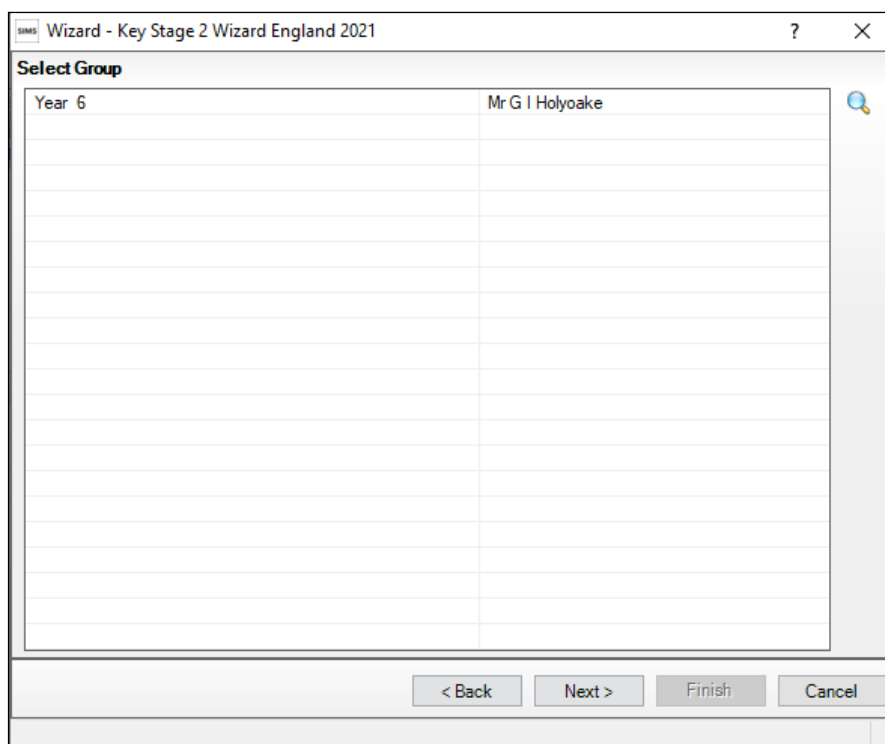 SIMS Wizard - Key Stage 2 Wizard England 2021 ?
Select Group
Year 6 Mr G I Holyoake
< Back Next > Finish Cancel